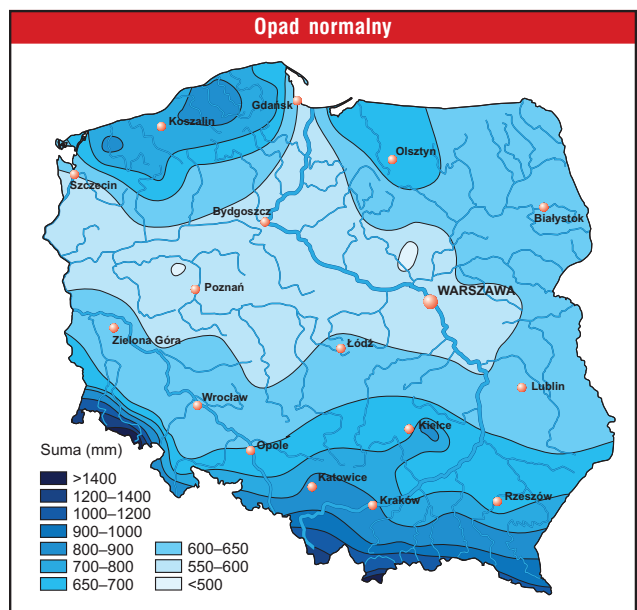 Opad normalny
Gdańsk
Koszalin
Olsztyn
Szczecin
Białystok
Bydgoszcz
Poznań
WARSZAWA
Zielona Góra
Łódź
Lublin
Wrocław
Kielce
Opole
Katowice
Kraków
Rzeszów
Suma (mm)
>1400
1200–1400
1000–1200
900–1000
800–900
700–800
650–700
600–650
550–600
<500